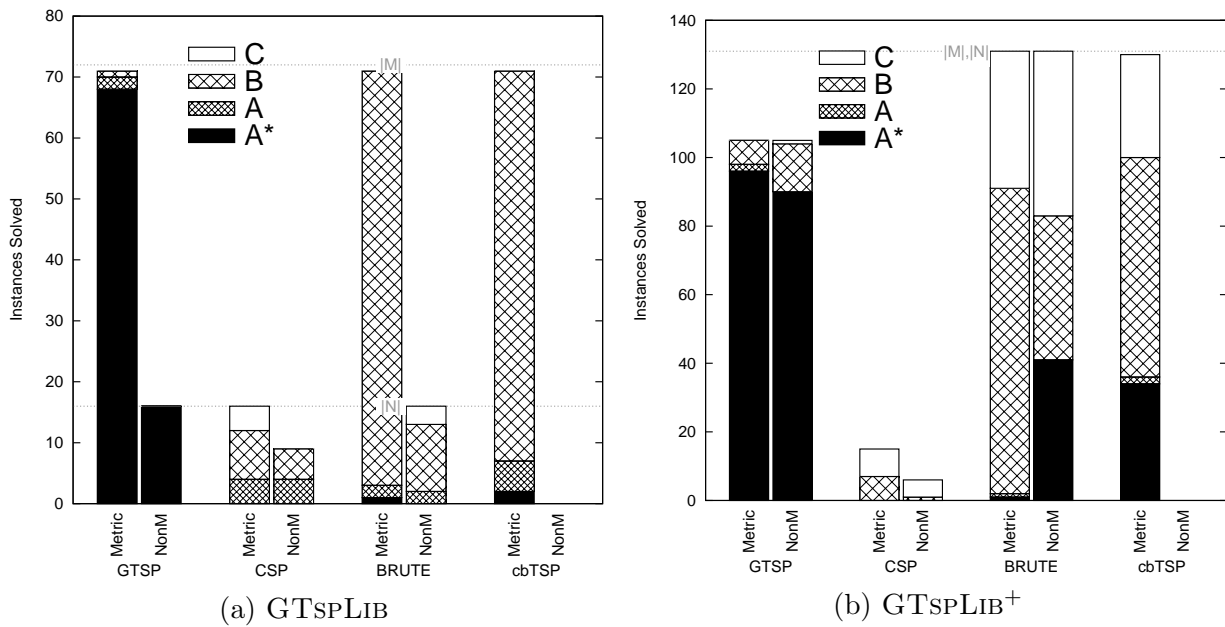 80
70
60
50
40
30
20
10
0
Instances Solved
C
B
A
A*
|M|
|N|
Metric
NonM
Metric
NonM
Metric
NonM
Metric
NonM
GTSP
CSP
BRUTE
cbTSP
(a) GTSPLIB
140
120
100
80
60
40
20
0
Instances Solved
C
B
A
A*
|M|,|N|
Metric
NonM
Metric
NonM
Metric
NonM
Metric
NonM
GTSP
CSP
BRUTE
cbTSP
(b) GTSPLIB⁺